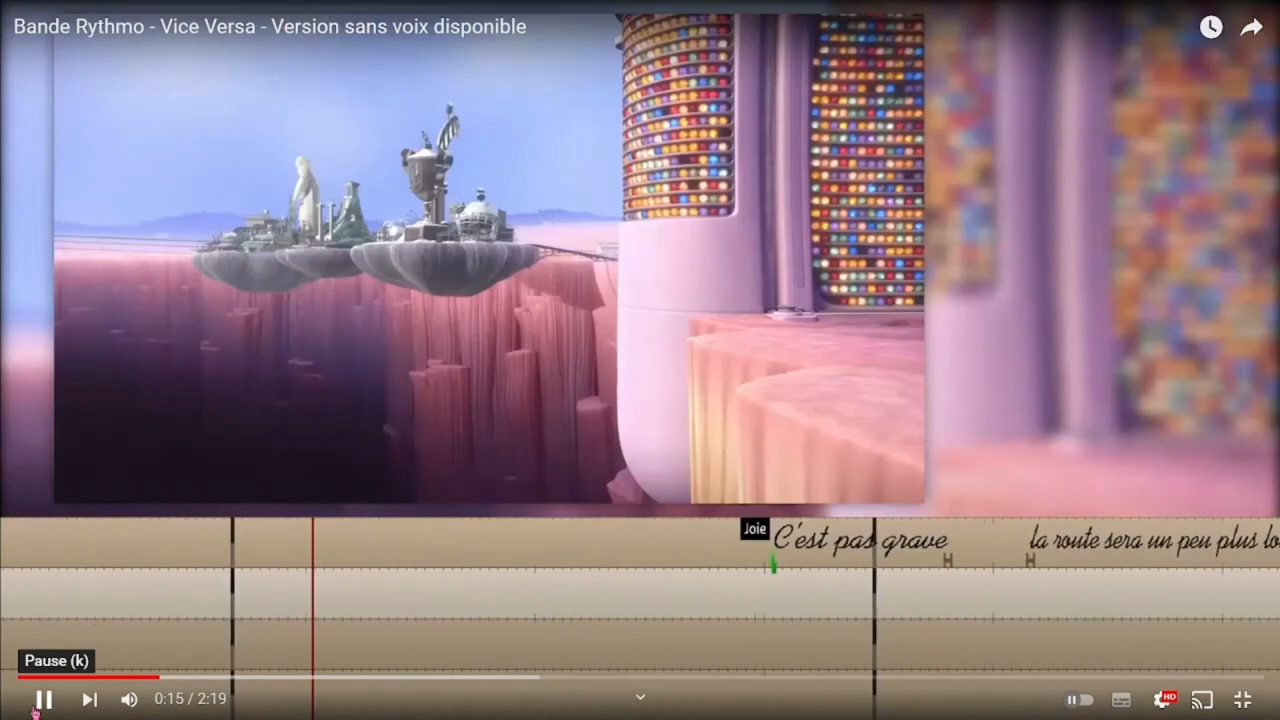 Bande Rythmo - Vice Versa - Version sans voix disponible
Joie
C'est pas grave
la route sera un peu plus lo
Pause (k)
0:15 / 2:19
HD